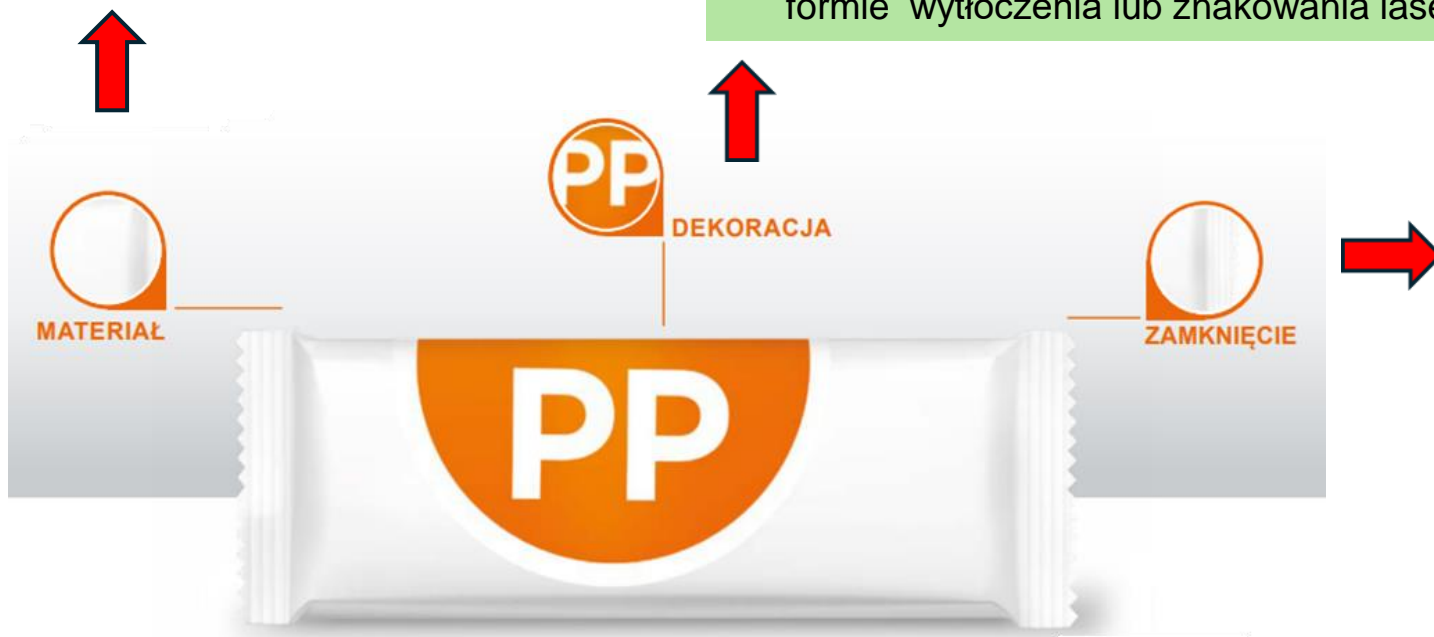 formie wytłoczenia lub znakowania
PP
DEKORACJA
MATERIAŁ
ZAMKNIĘCIE
PP